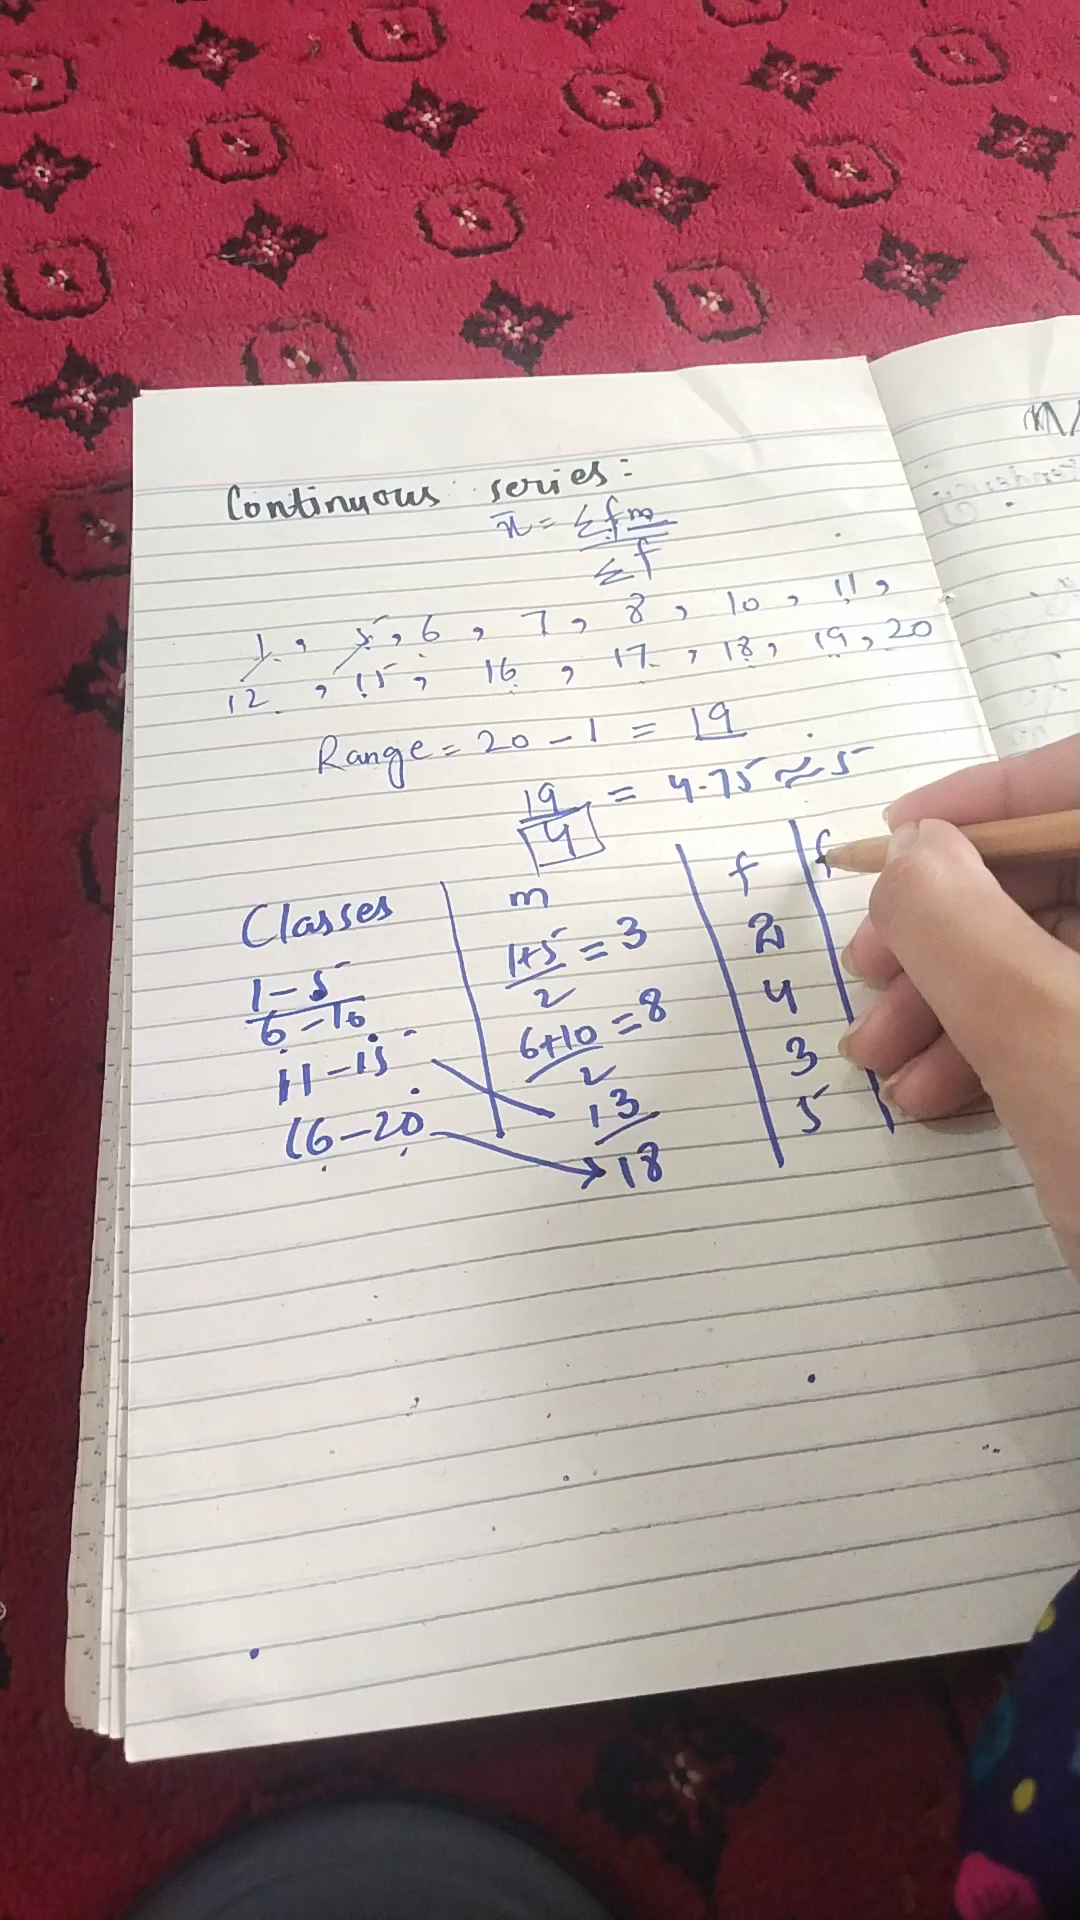 Continuous series:
x̄ = Σfm
Σf
1, 5, 6, 7, 8, 10, 11,
12, 15, 16, 17, 18, 19, 20
Range = 20 - 1 = 19
19 = 4.75 ≈ 5
4
Classes m f f
1-5 1+5/2 = 3 2
6-10 6+10/2 = 8 4
11-15 13 3
16-20 18 5